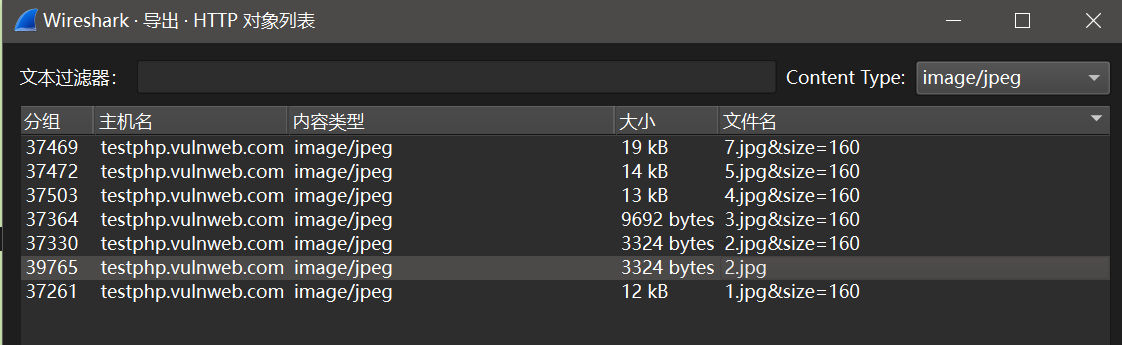 Wireshark · 导出 · HTTP 对象列表
文本过滤器: Content Type: image/jpeg
分组 主机名 内容类型 大小 文件名
37469 testphp.vulnweb.com image/jpeg 19 kB 7.jpg&size=160
37472 testphp.vulnweb.com image/jpeg 14 kB 5.jpg&size=160
37503 testphp.vulnweb.com image/jpeg 13 kB 4.jpg&size=160
37364 testphp.vulnweb.com image/jpeg 9692 bytes 3.jpg&size=160
37330 testphp.vulnweb.com image/jpeg 3324 bytes 2.jpg&size=160
39765 testphp.vulnweb.com image/jpeg 3324 bytes 2.jpg
37261 testphp.vulnweb.com image/jpeg 12 kB 1.jpg&size=160